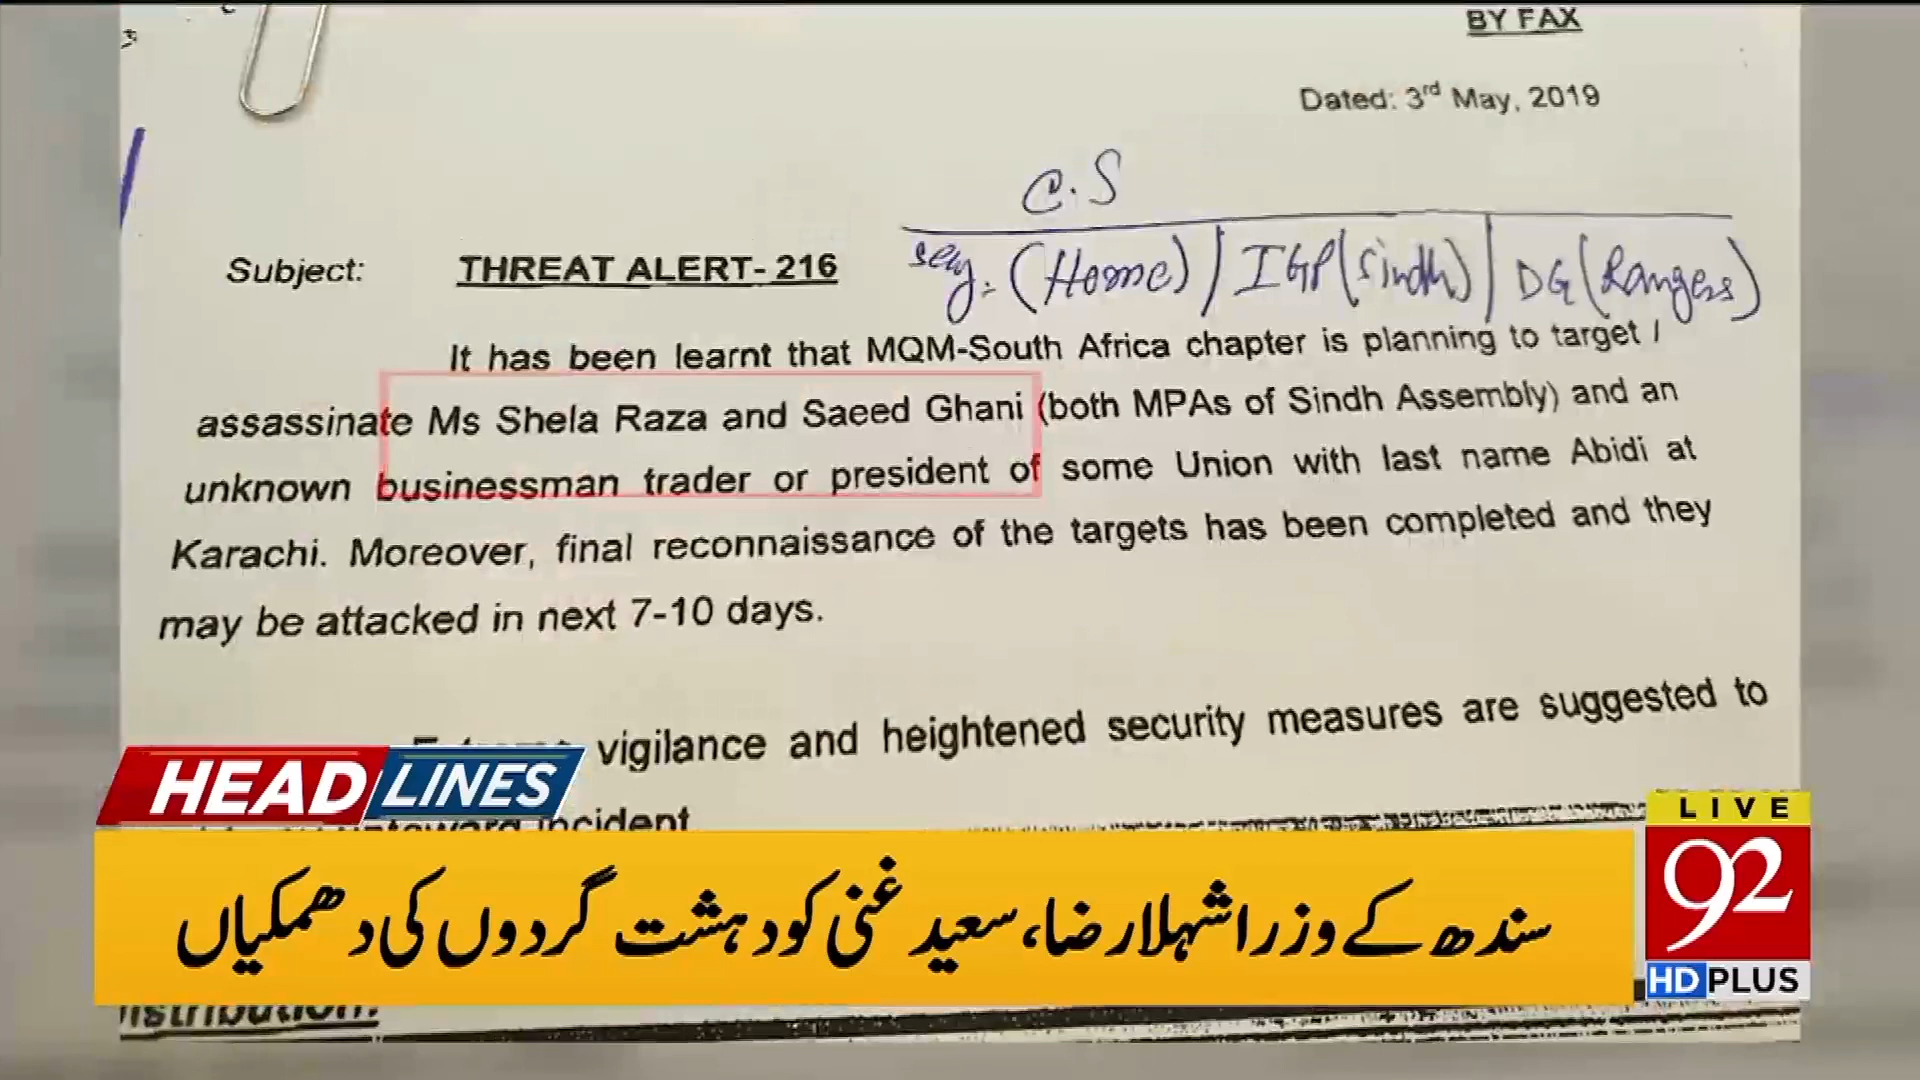 BY FAX
Dated: 3rd May, 2019
C.S
Secy. (Home) | IGP (Sindh) | DG (Rangers)
Subject: THREAT ALERT- 216
It has been learnt that MQM-South Africa chapter is planning to target /
assassinate Ms Shela Raza and Saeed Ghani (both MPAs of Sindh Assembly) and an
unknown businessman trader or president of some Union with last name Abidi at
Karachi. Moreover, final reconnaissance of the targets has been completed and they
may be attacked in next 7-10 days.
vigilance and heightened security measures are suggested to
incident
HEADLINES
سندھ کے وزرا شہلا رضا، سعید غنی کو دہشت گردوں کی دھمکیاں
LIVE
92
HD PLUS